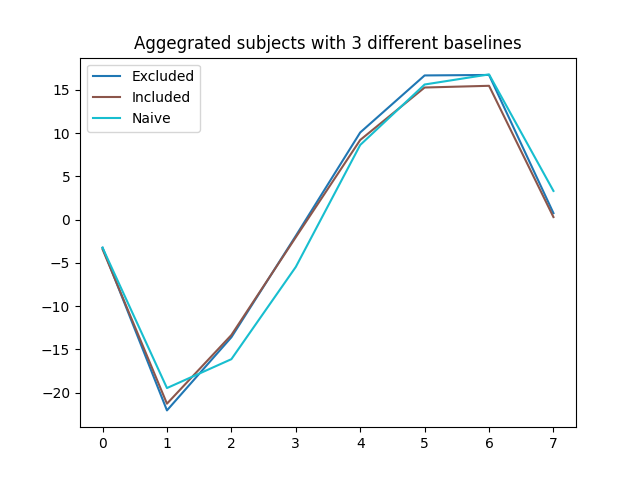 Aggegrated subjects with 3 different baselines
Excluded
Included
Naive
15
10
5
0
−5
−10
−15
−20
0 1 2 3 4 5 6 7